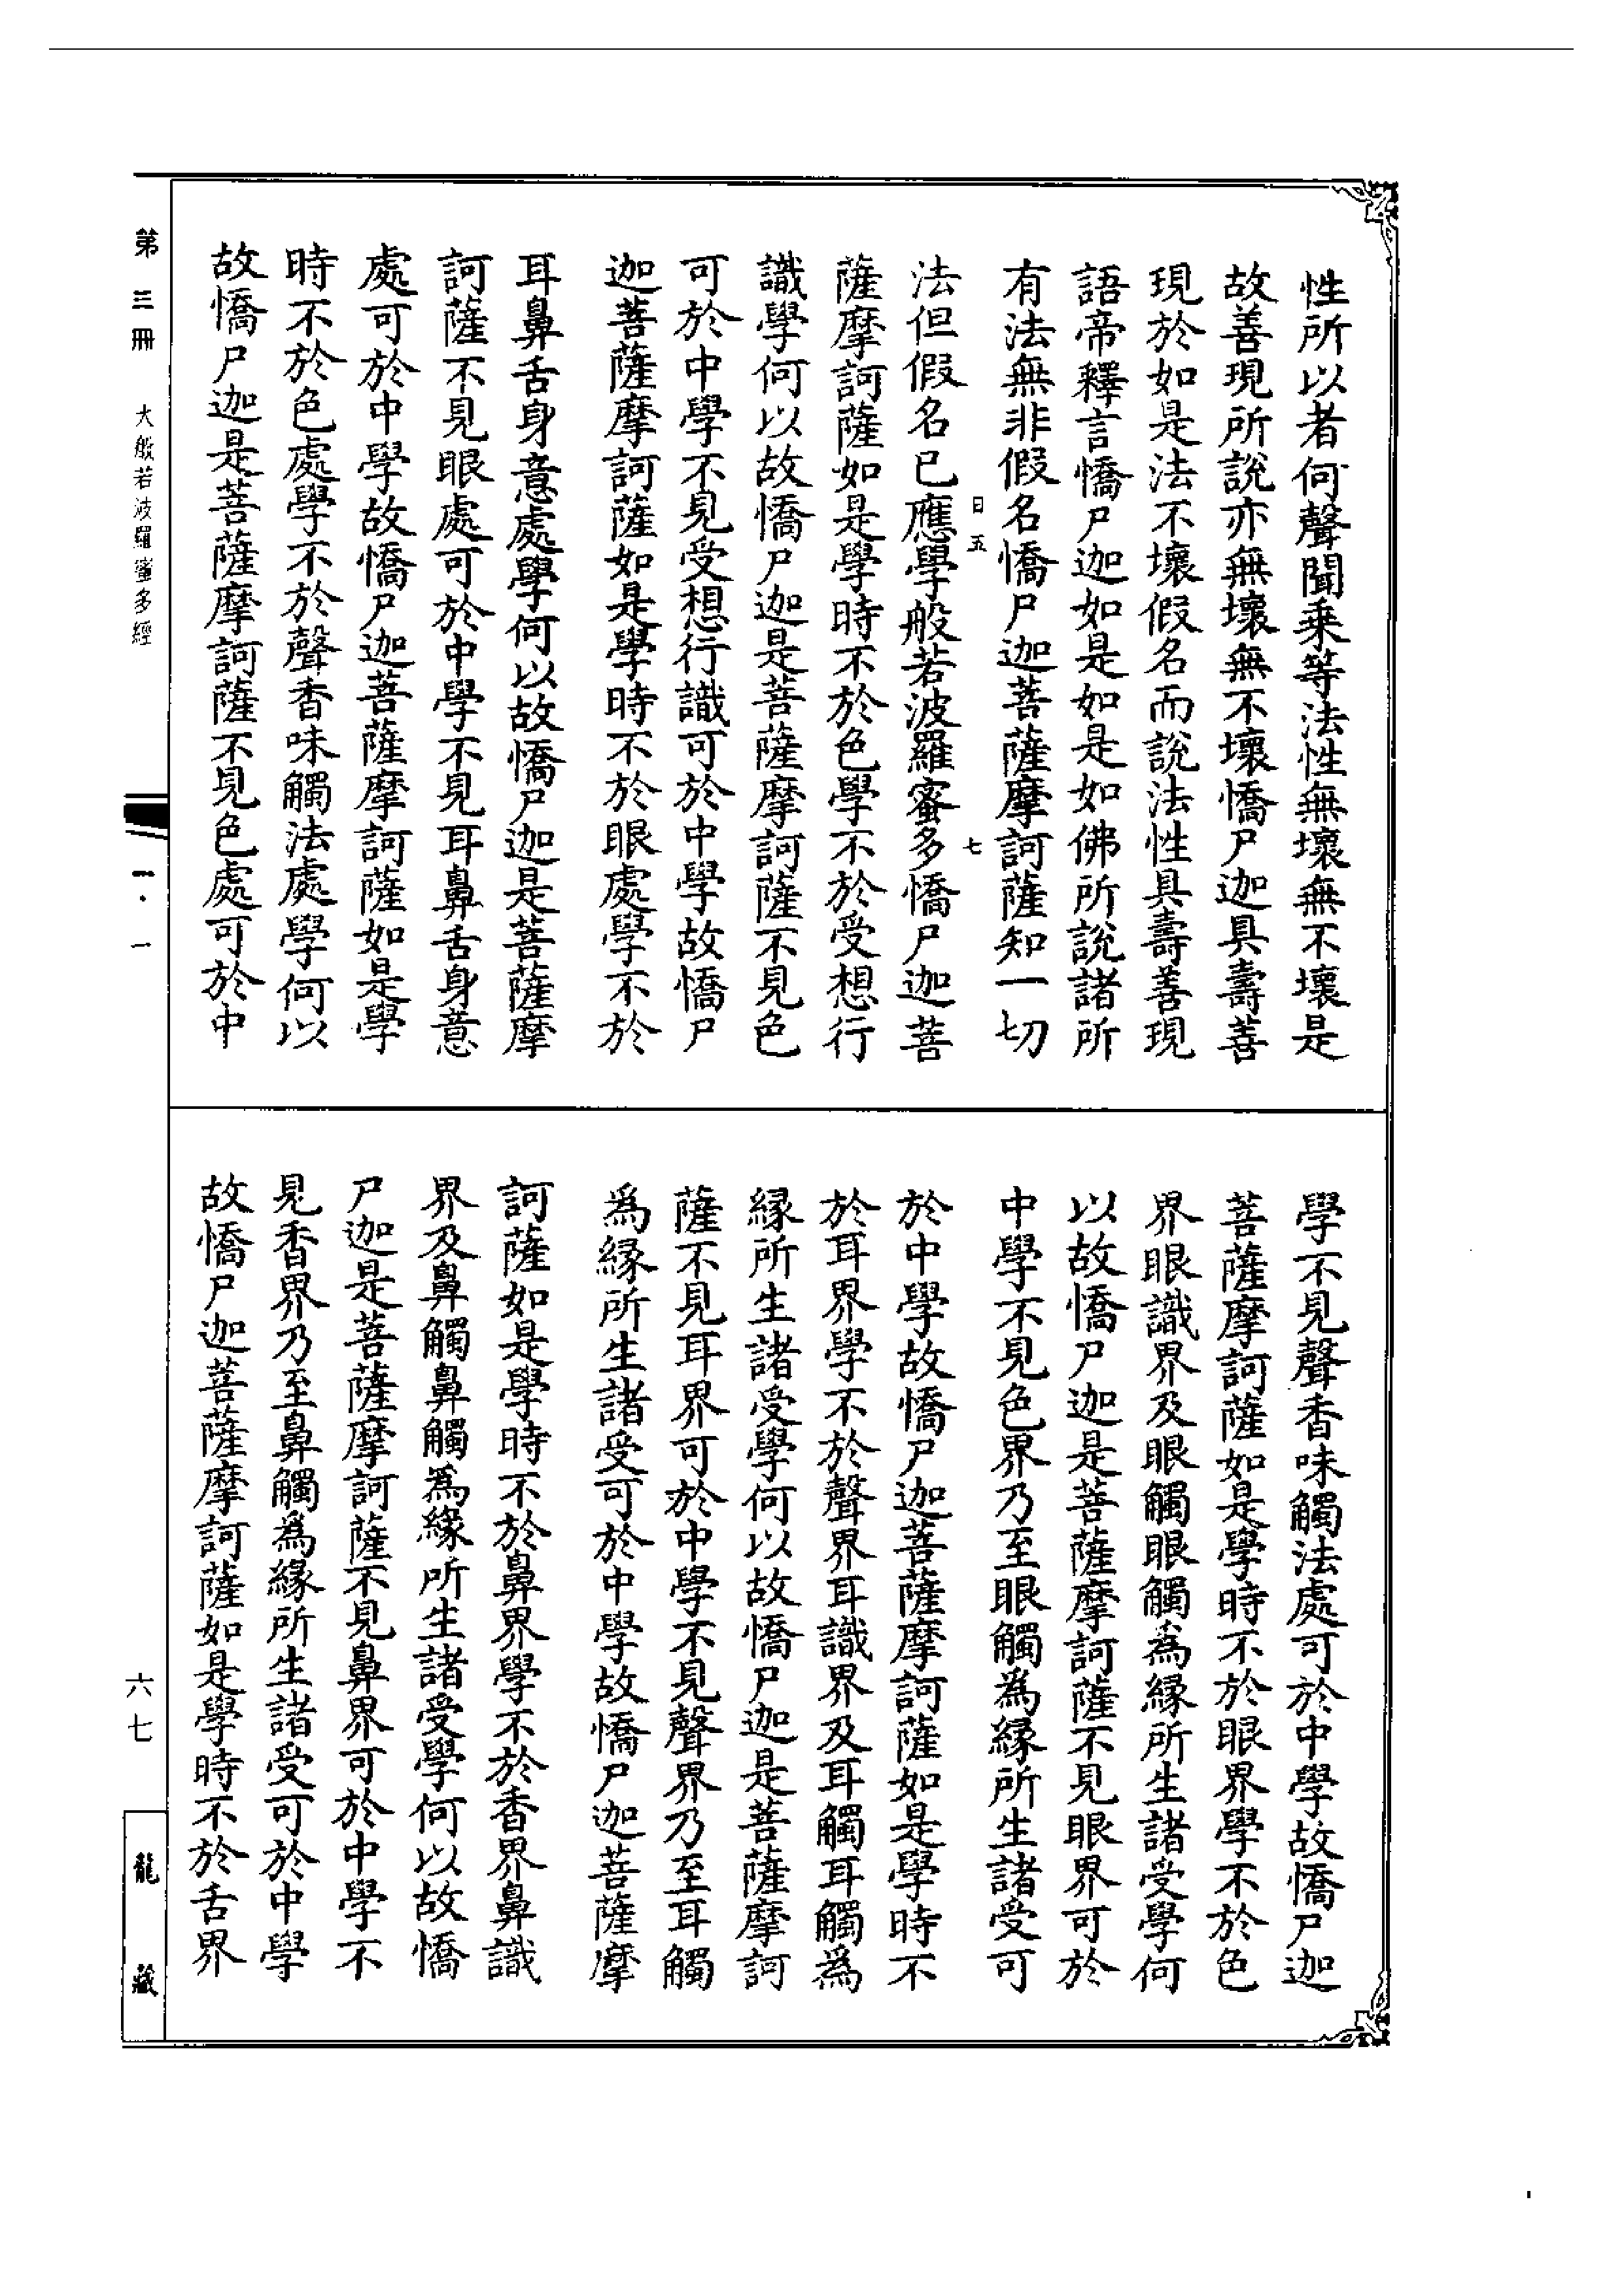 性所以者何聲聞乗等法性無壞無不壞是
故善現所說亦無壞無不壞憍尸迦具壽善
現於如是法不壞假名而說法性具壽善現
語帝釋言憍尸迦如是如是如佛所說諸所
有法無非假名憍尸迦菩薩摩訶薩知一切
日五　七
法但假名已應學般若波羅蜜多憍尸迦菩
薩摩訶薩如是學時不於色學不於受想行
識學何以故憍尸迦是菩薩摩訶薩不見色
可於中學不見受想行識可於中學故憍尸
迦菩薩摩訶薩如是學時不於眼處學不於
耳鼻舌身意處學何以故憍尸迦是菩薩摩
訶薩不見眼處可於中學不見耳鼻舌身意
處可於中學故憍尸迦菩薩摩訶薩如是學
時不於色處學不於聲香味觸法處學何以
故憍尸迦是菩薩摩訶薩不見色處可於中
學不見聲香味觸法處可於中學故憍尸迦
菩薩摩訶薩如是學時不於眼界學不於色
界眼識界及眼觸眼觸為緣所生諸受學何
以故憍尸迦是菩薩摩訶薩不見眼界可於
中學不見色界乃至眼觸為緣所生諸受可
於中學故憍尸迦菩薩摩訶薩如是學時不
於耳界學不於聲界耳識界及耳觸耳觸為
緣所生諸受學何以故憍尸迦是菩薩摩訶
薩不見耳界可於中學不見聲界乃至耳觸
為緣所生諸受可於中學故憍尸迦菩薩摩
訶薩如是學時不於鼻界學不於香界鼻識
界及鼻觸鼻觸為緣所生諸受學何以故憍
尸迦是菩薩摩訶薩不見鼻界可於中學不
見香界乃至鼻觸為緣所生諸受可於中學
故憍尸迦菩薩摩訶薩如是學時不於舌界
第三冊　大般若波羅蜜多經
一·一
六七
龍藏